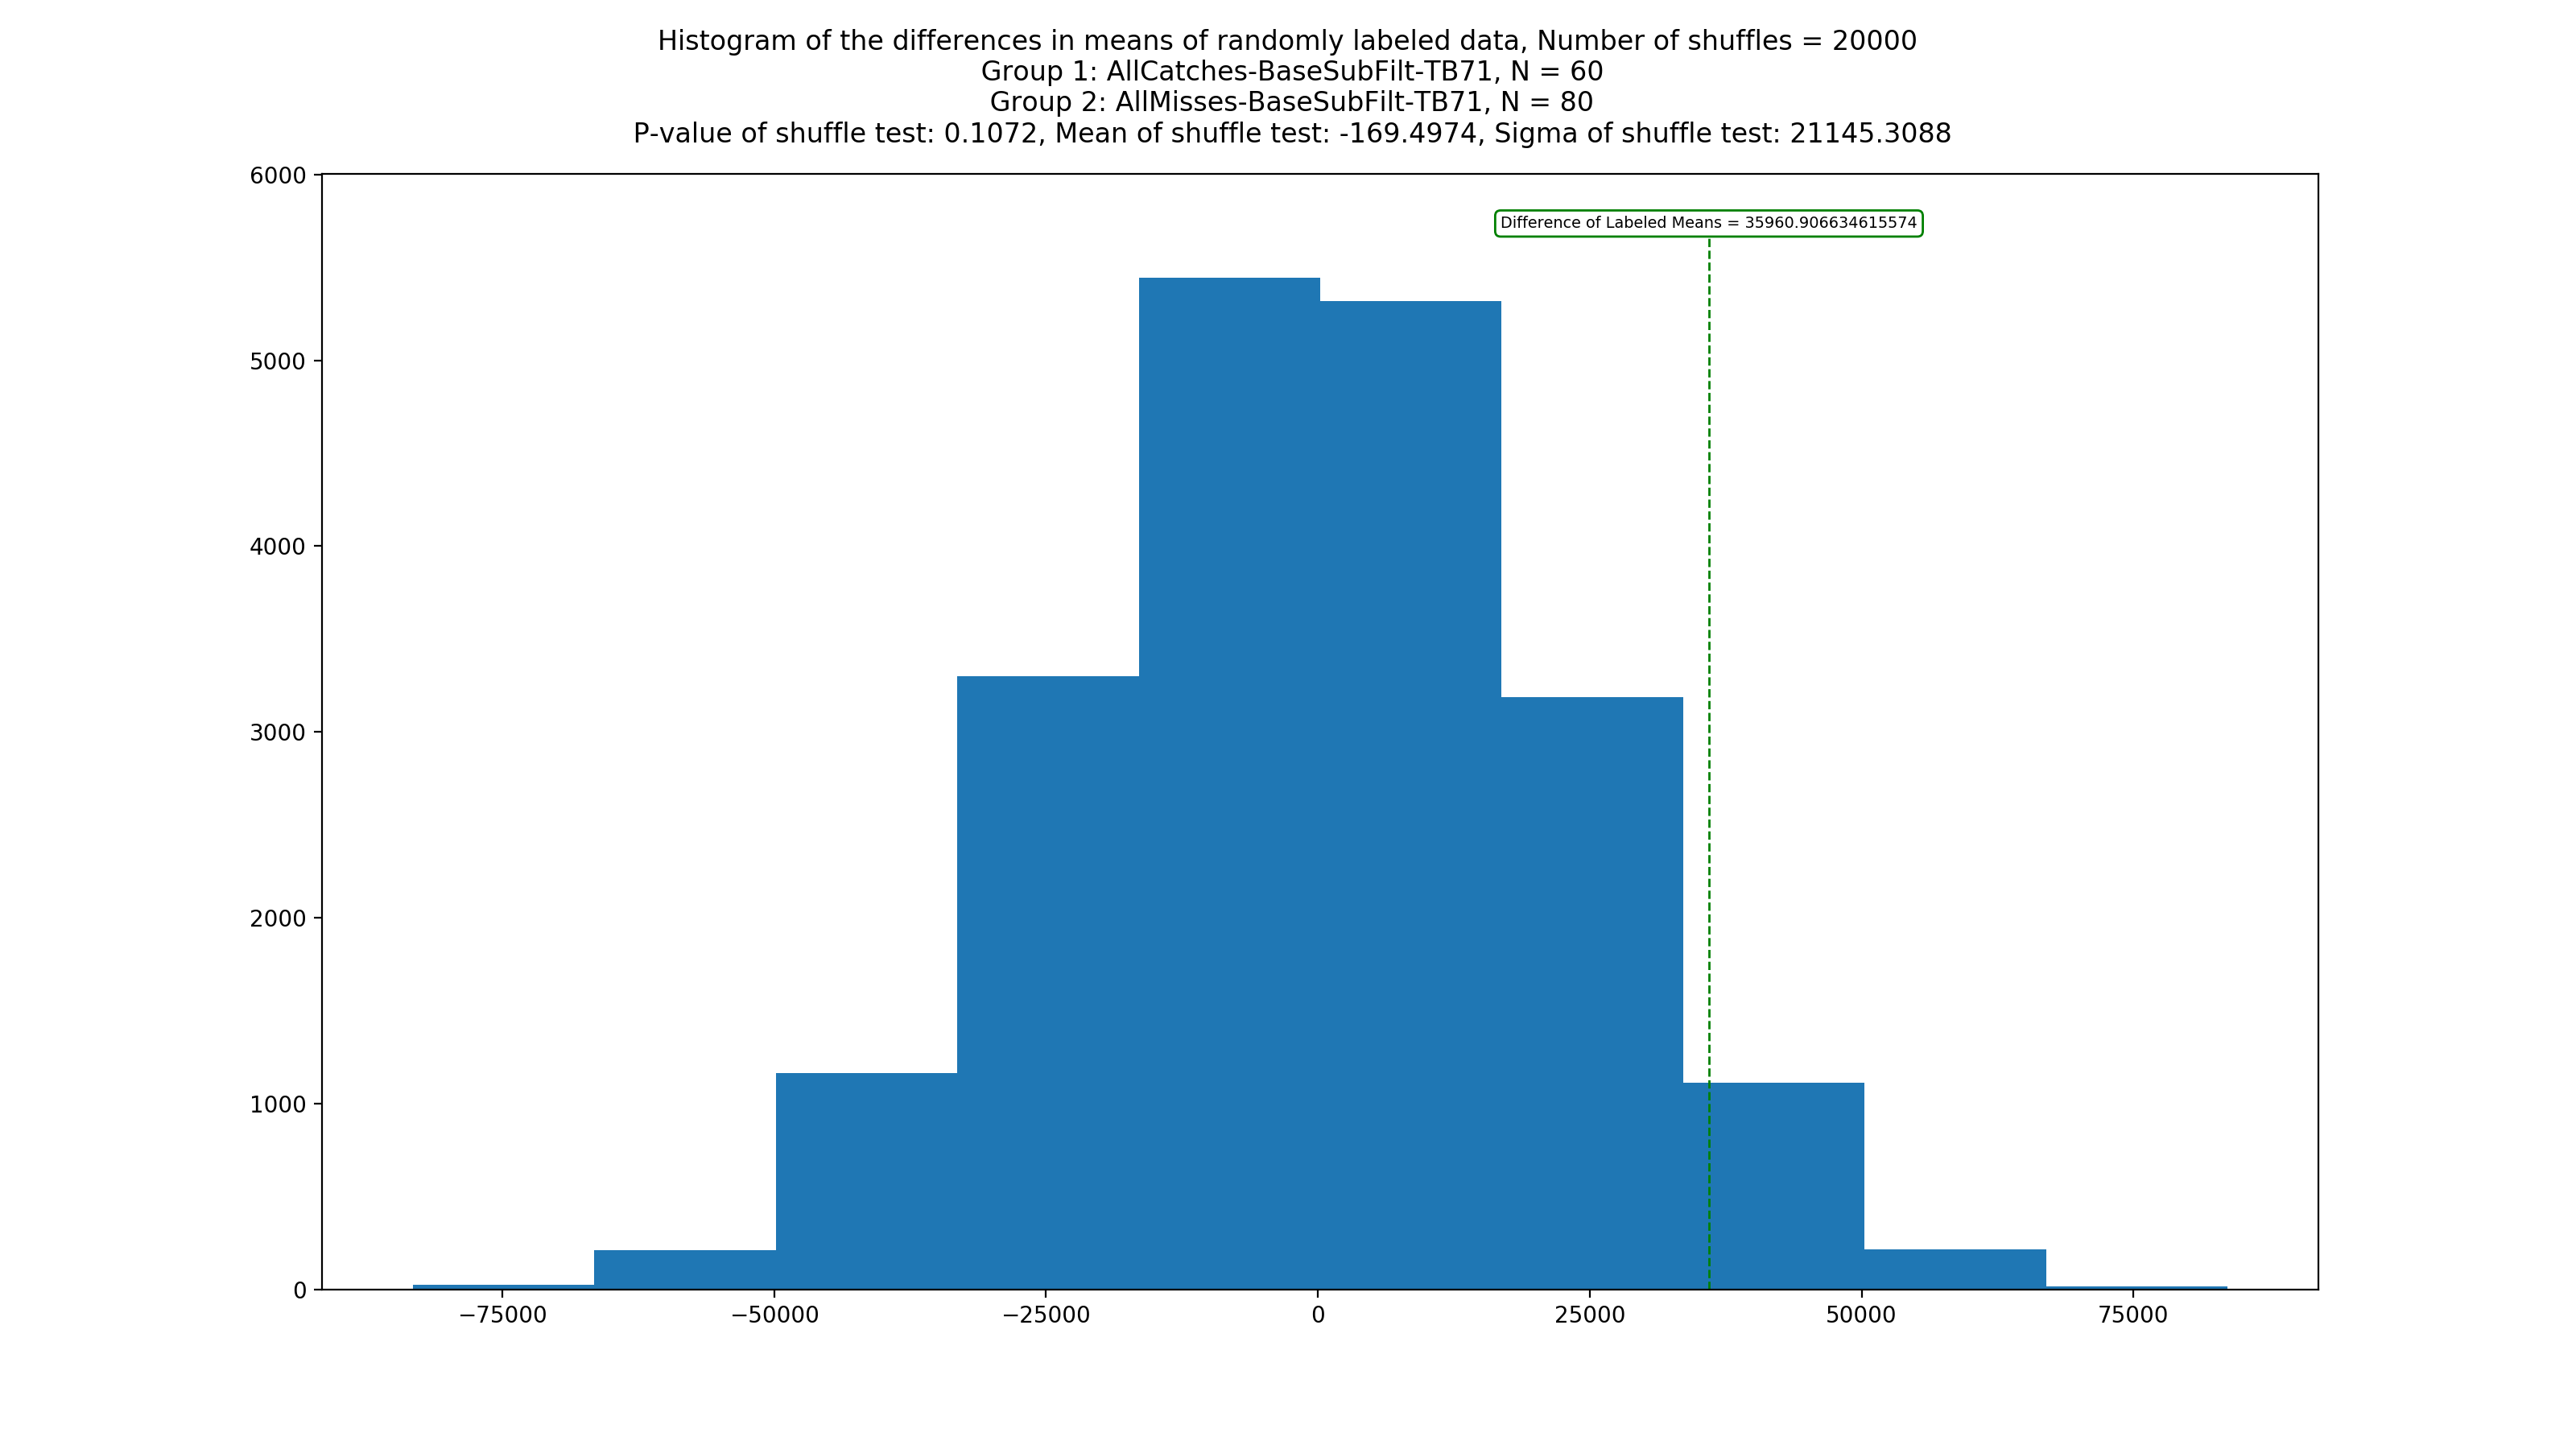 Histogram of the differences in means of randomly labeled data, Number of shuffles = 20000
Group 1: AllCatches-BaseSubFilt-TB71, N = 60
Group 2: AllMisses-BaseSubFilt-TB71, N = 80
P-value of shuffle test: 0.1072, Mean of shuffle test: -169.4974, Sigma of shuffle test: 21145.3088
6000
Difference of Labeled Means = 35960.906634615574
5000
4000
3000
2000
1000
0
−75000 −50000 −25000 0 25000 50000 75000